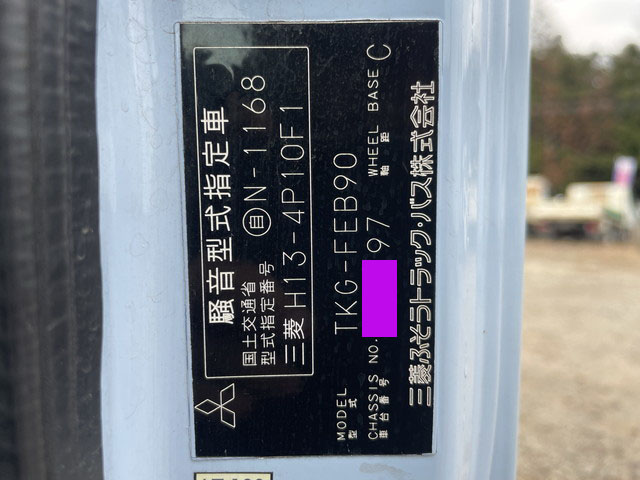 騒音型式指定車
国土交通省
型式指定番号 自N-1168
三菱 H13-4P10F1
MODEL
型式 TKG-FEB90
CHASSIS NO. 97 WHEEL BASE C
車台番号 軸距
三菱ふそうトラック・バス株式会社